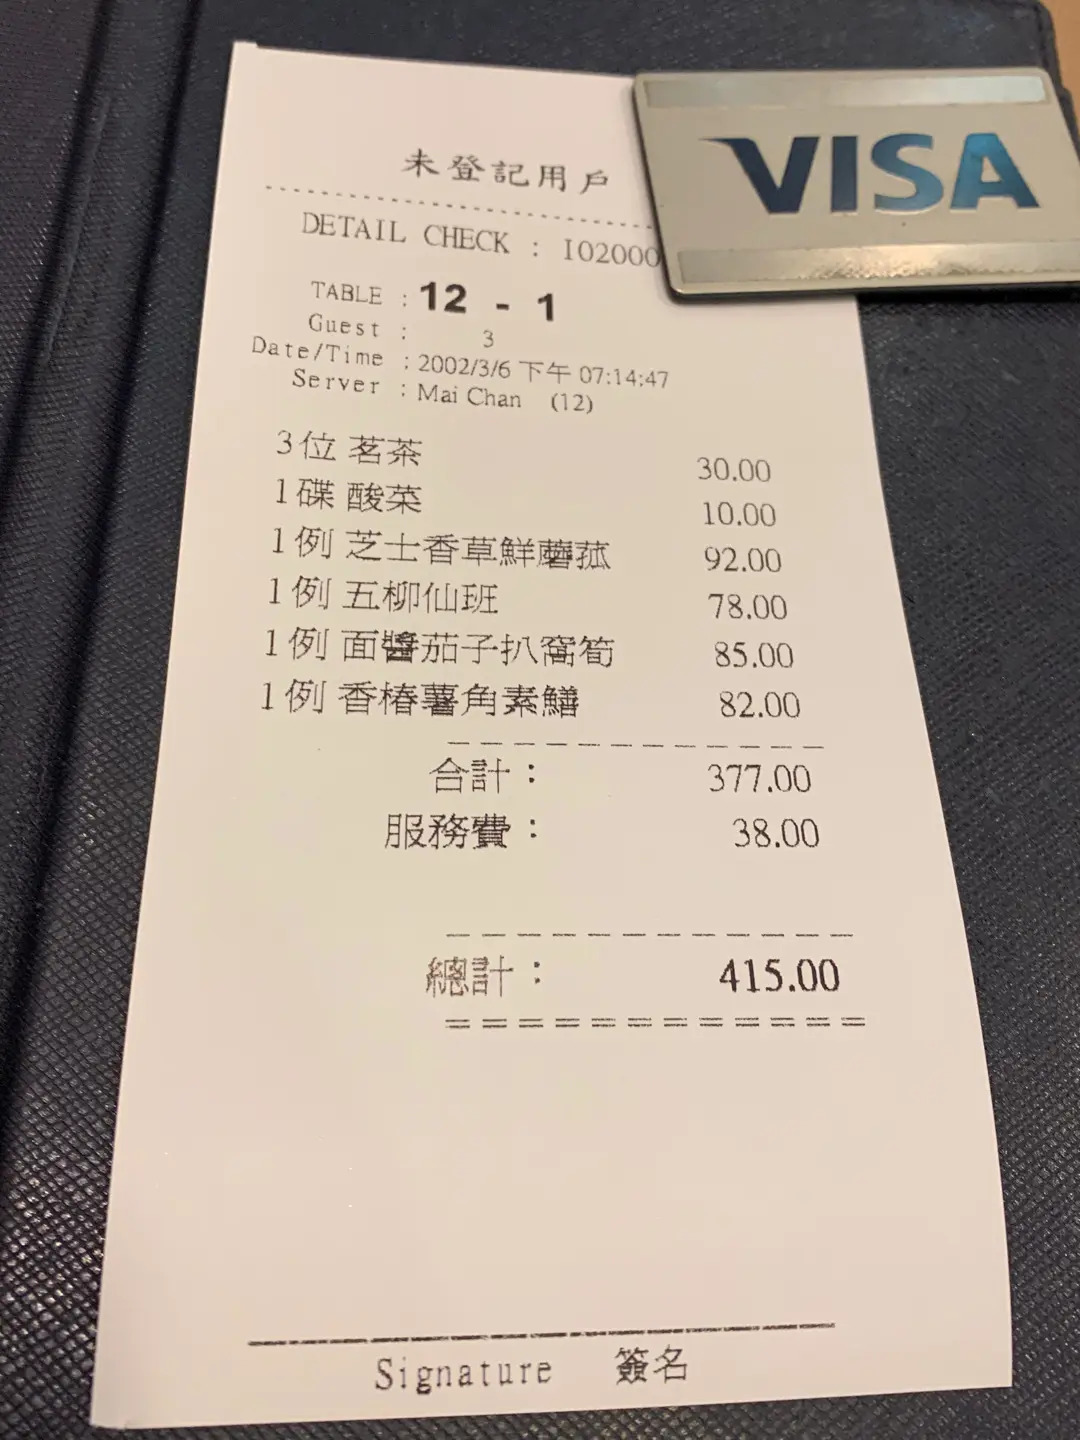 未登記用戶
VISA
DETAIL CHECK : I02000
TABLE : 12 - 1
Guest : 3
Date/Time : 2002/3/6 下午 07:14:47
Server : Mai Chan (12)
3位 茗茶 30.00
1碟 酸菜 10.00
1例 芝士香草鮮蘑菰 92.00
1例 五柳仙班 78.00
1例 面醬茄子扒窩筍 85.00
1例 香椿薯角素鱔 82.00
合計： 377.00
服務費： 38.00
總計： 415.00
Signature 簽名